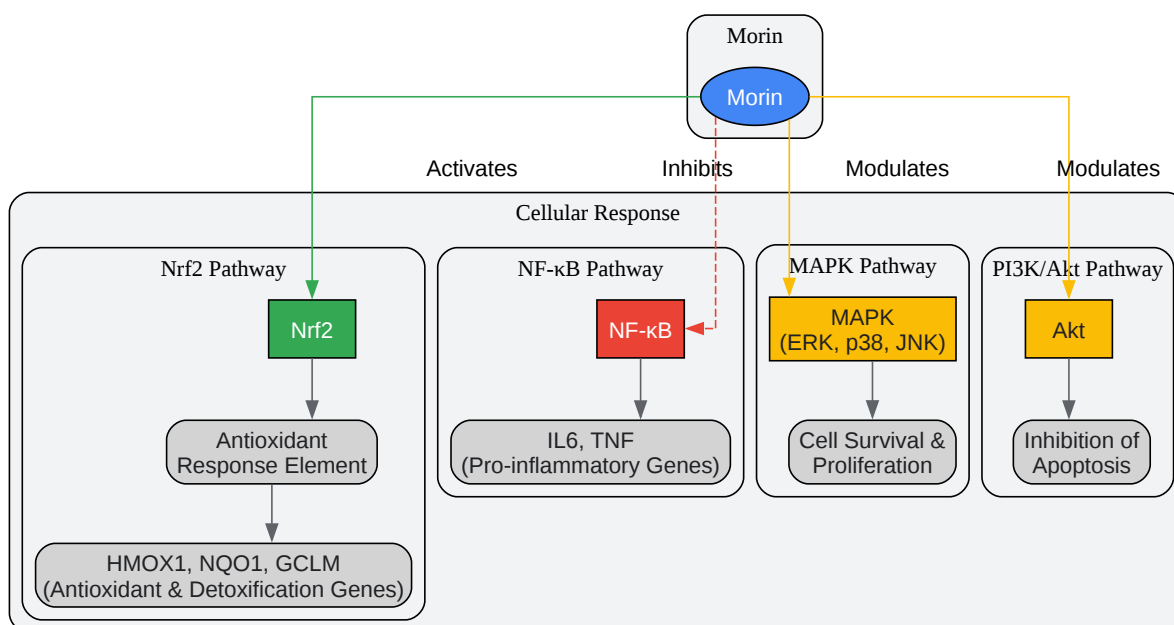 Morin
Morin
Activates
Inhibits
Modulates
Modulates
Cellular Response
Nrf2 Pathway
NF-κB Pathway
MAPK Pathway
PI3K/Akt Pathway
Nrf2
NF-κB
MAPK
(ERK, p38, JNK)
Akt
Antioxidant
Response Element
IL6, TNF
(Pro-inflammatory Genes)
Cell Survival &
Proliferation
Inhibition of
Apoptosis
HMOX1, NQO1, GCLM
(Antioxidant & Detoxification Genes)